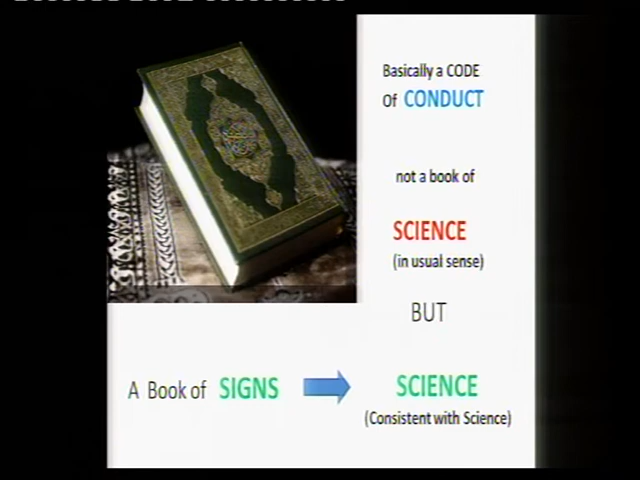 Basically a CODE
Of CONDUCT
not a book of
SCIENCE
(in usual sense)
BUT
A Book of SIGNS
SCIENCE
(Consistent with Science)